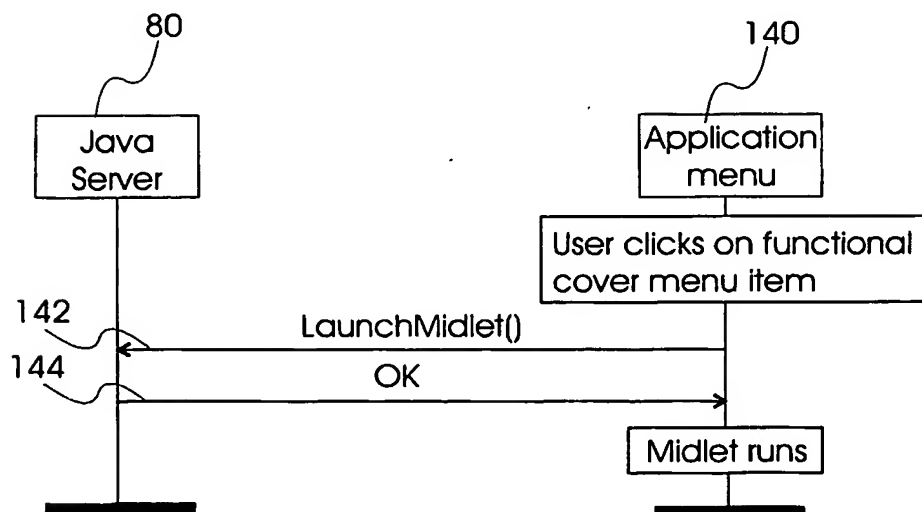 80
140
Java
Server
Application
menu
User clicks on functional
cover menu item
142
LaunchMidlet()
144
OK
Midlet runs